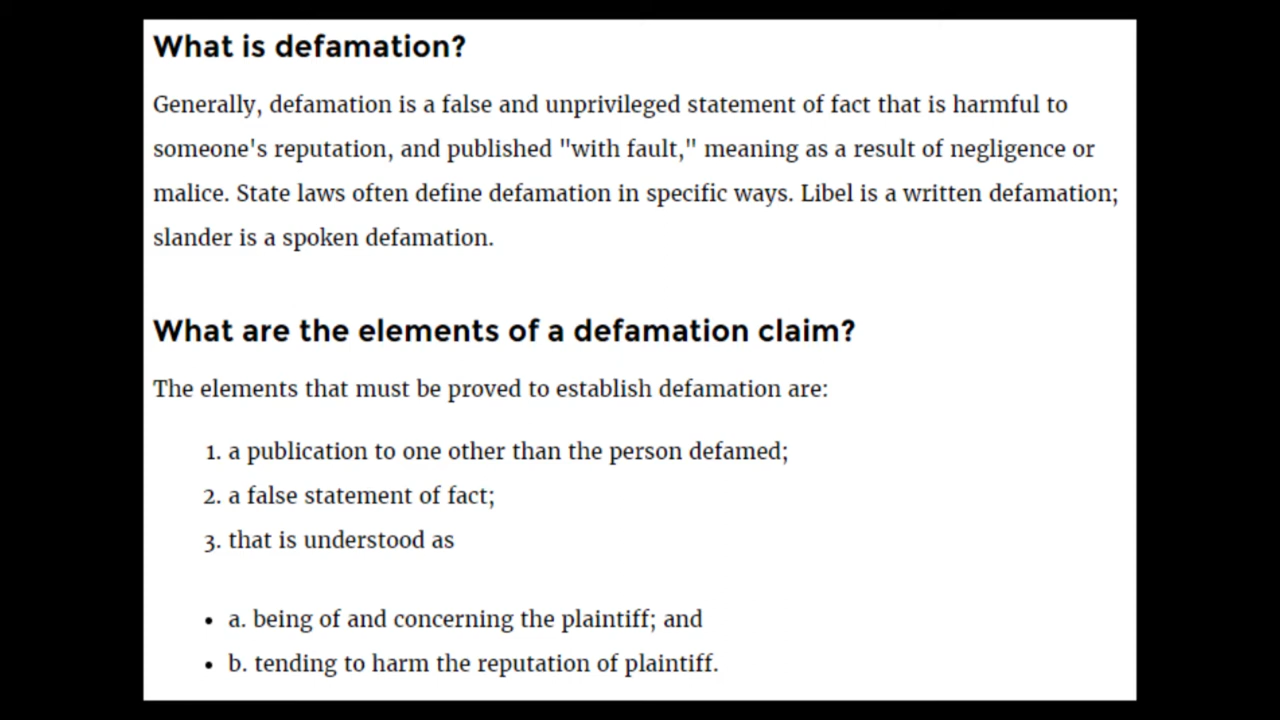 What is defamation?
Generally, defamation is a false and unprivileged statement of fact that is harmful to
someone's reputation, and published "with fault," meaning as a result of negligence or
malice. State laws often define defamation in specific ways. Libel is a written defamation;
slander is a spoken defamation.
What are the elements of a defamation claim?
The elements that must be proved to establish defamation are:
1. a publication to one other than the person defamed;
2. a false statement of fact;
3. that is understood as
• a. being of and concerning the plaintiff; and
• b. tending to harm the reputation of plaintiff.